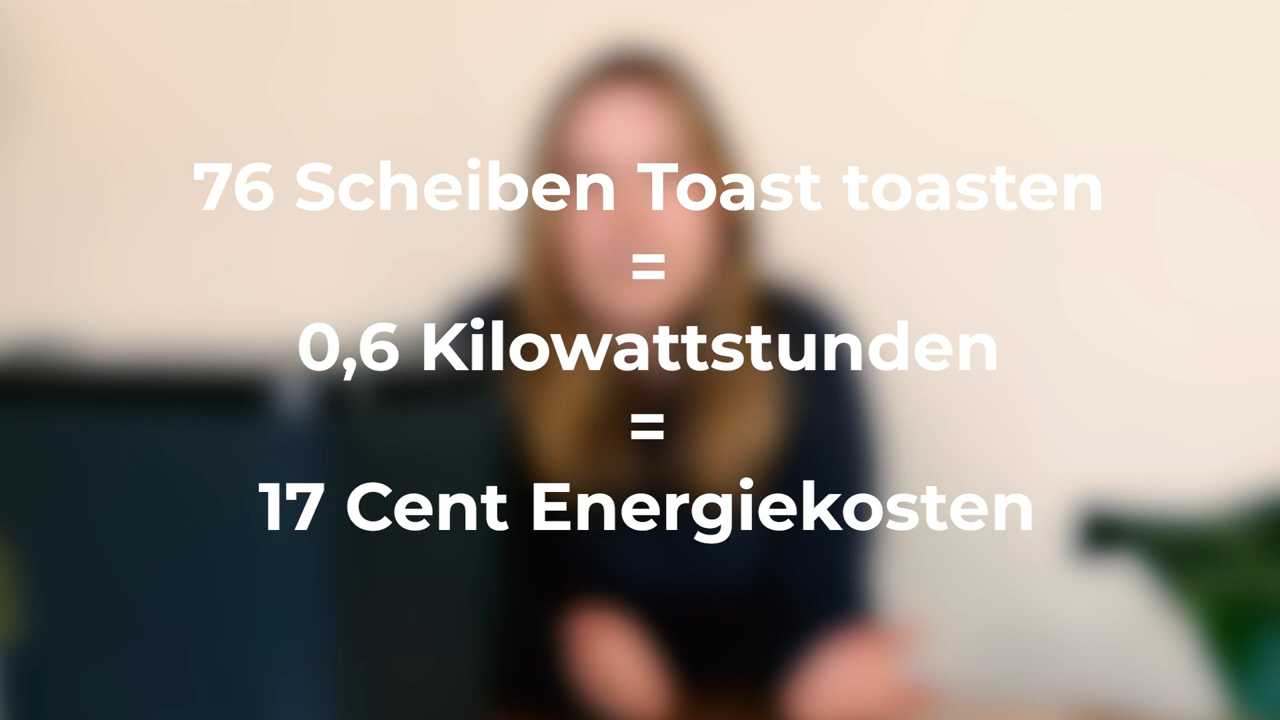 76 Scheiben Toast toasten
=
0,6 Kilowattstunden
=
17 Cent Energiekosten